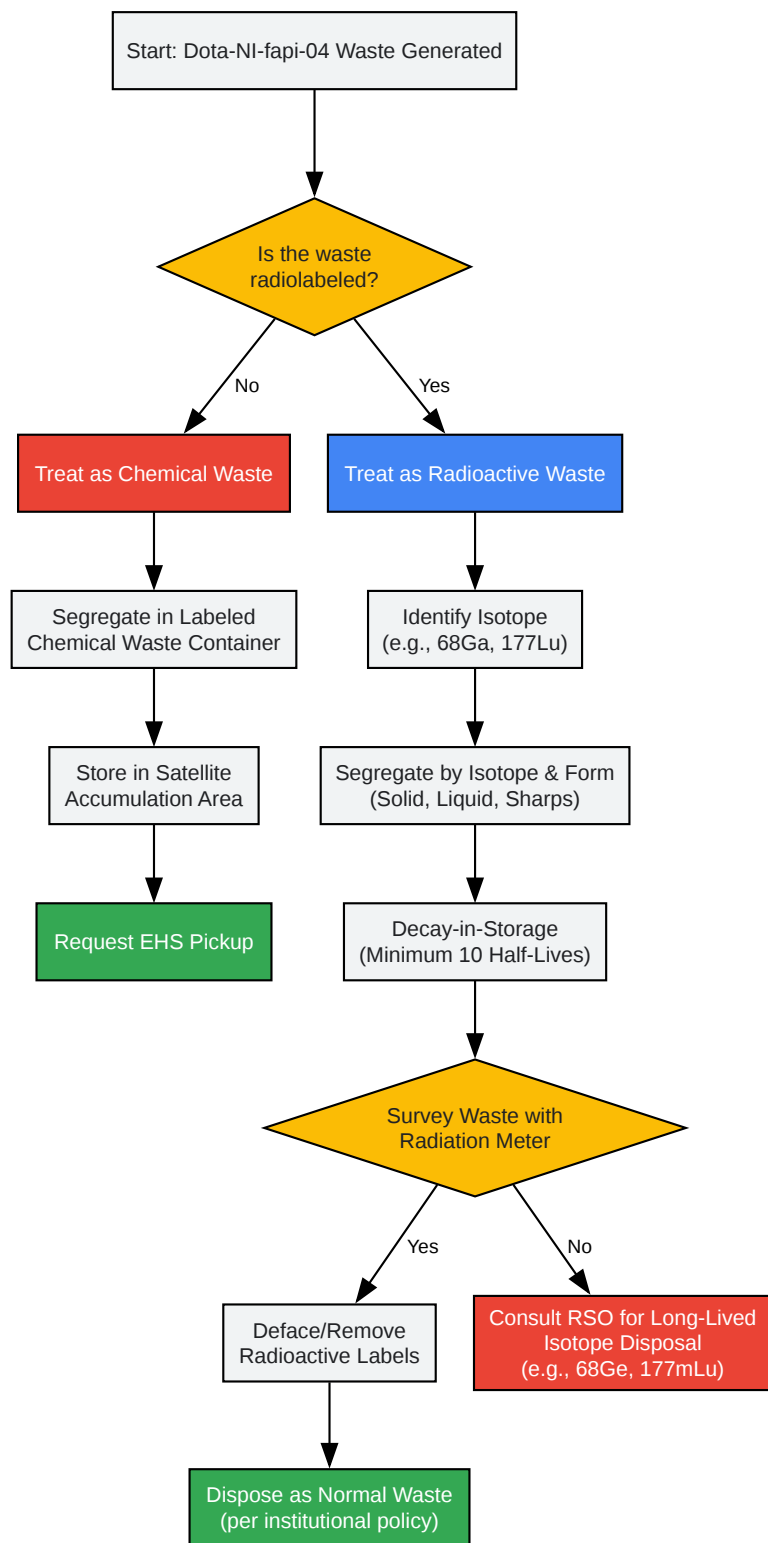 Start: Dota-NI-fapi-04 Waste Generated
Is the waste
radiolabeled?
No
Yes
Treat as Chemical Waste
Treat as Radioactive Waste
Segregate in Labeled
Chemical Waste Container
Identify Isotope
(e.g., 68Ga, 177Lu)
Store in Satellite
Accumulation Area
Segregate by Isotope & Form
(Solid, Liquid, Sharps)
Request EHS Pickup
Decay-in-Storage
(Minimum 10 Half-Lives)
Survey Waste with
Radiation Meter
Yes
No
Deface/Remove
Radioactive Labels
Consult RSO for Long-Lived
Isotope Disposal
(e.g., 68Ge, 177mLu)
Dispose as Normal Waste
(per institutional policy)